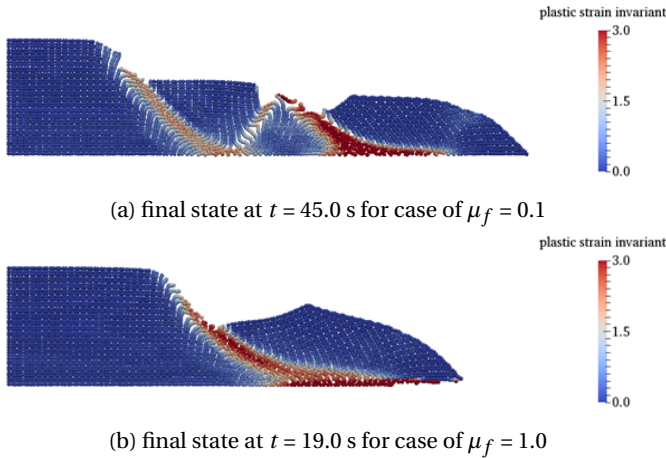 plastic strain invariant
3.0
1.5
0.0
(a) final state at t = 45.0 s for case of μf = 0.1
plastic strain invariant
3.0
1.5
0.0
(b) final state at t = 19.0 s for case of μf = 1.0